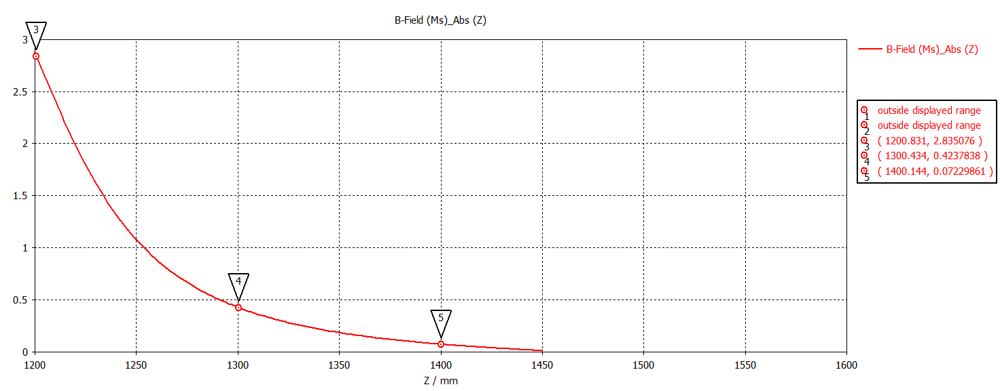 B-Field (Ms)_Abs (Z)
3
3
B-Field (Ms)_Abs (Z)
2.5
outside displayed range
1
outside displayed range
2
2
( 1200.831, 2.835076 )
3
( 1300.434, 0.4237838 )
4
( 1400.144, 0.07229861 )
5
1.5
1
4
0.5
5
0
1200 1250 1300 1350 1400 1450 1500 1550 1600
Z / mm